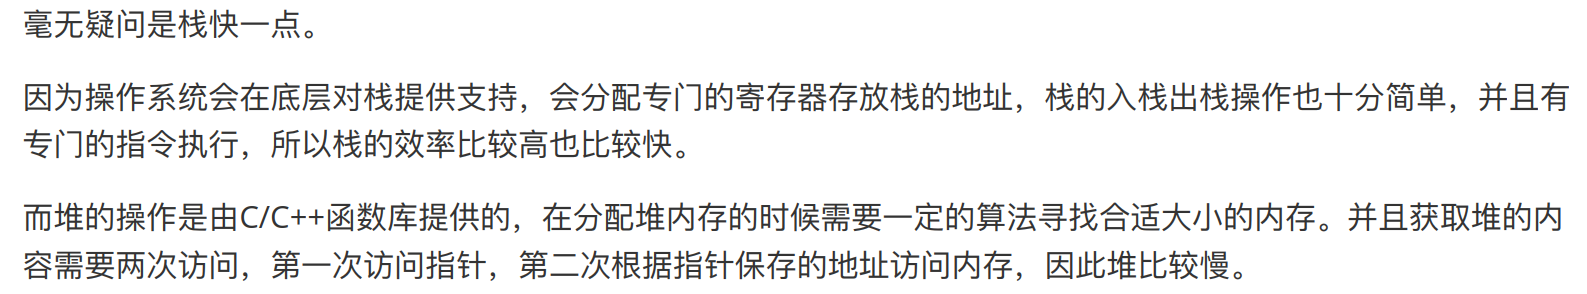 毫无疑问是栈快一点。
因为操作系统会在底层对栈提供支持，会分配专门的寄存器存放栈的地址，栈的入栈出栈操作也十分简单，并且有
专门的指令执行，所以栈的效率比较高也比较快。
而堆的操作是由C/C++函数库提供的，在分配堆内存的时候需要一定的算法寻找合适大小的内存。并且获取堆的内
容需要两次访问，第一次访问指针，第二次根据指针保存的地址访问内存，因此堆比较慢。